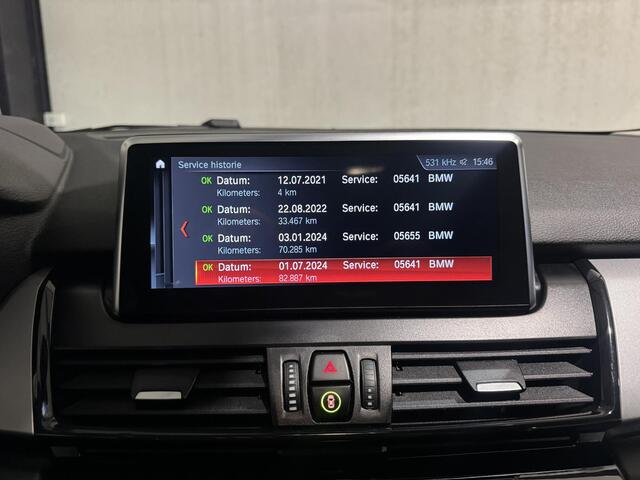 Service historie 531 kHz 15:46
OK Datum: 12.07.2021 Service: 05641 BMW
Kilometers: 4 km
OK Datum: 22.08.2022 Service: 05641 BMW
Kilometers: 33.467 km
OK Datum: 03.01.2024 Service: 05655 BMW
Kilometers: 70.285 km
OK Datum: 01.07.2024 Service: 05641 BMW
Kilometers: 82.887 km